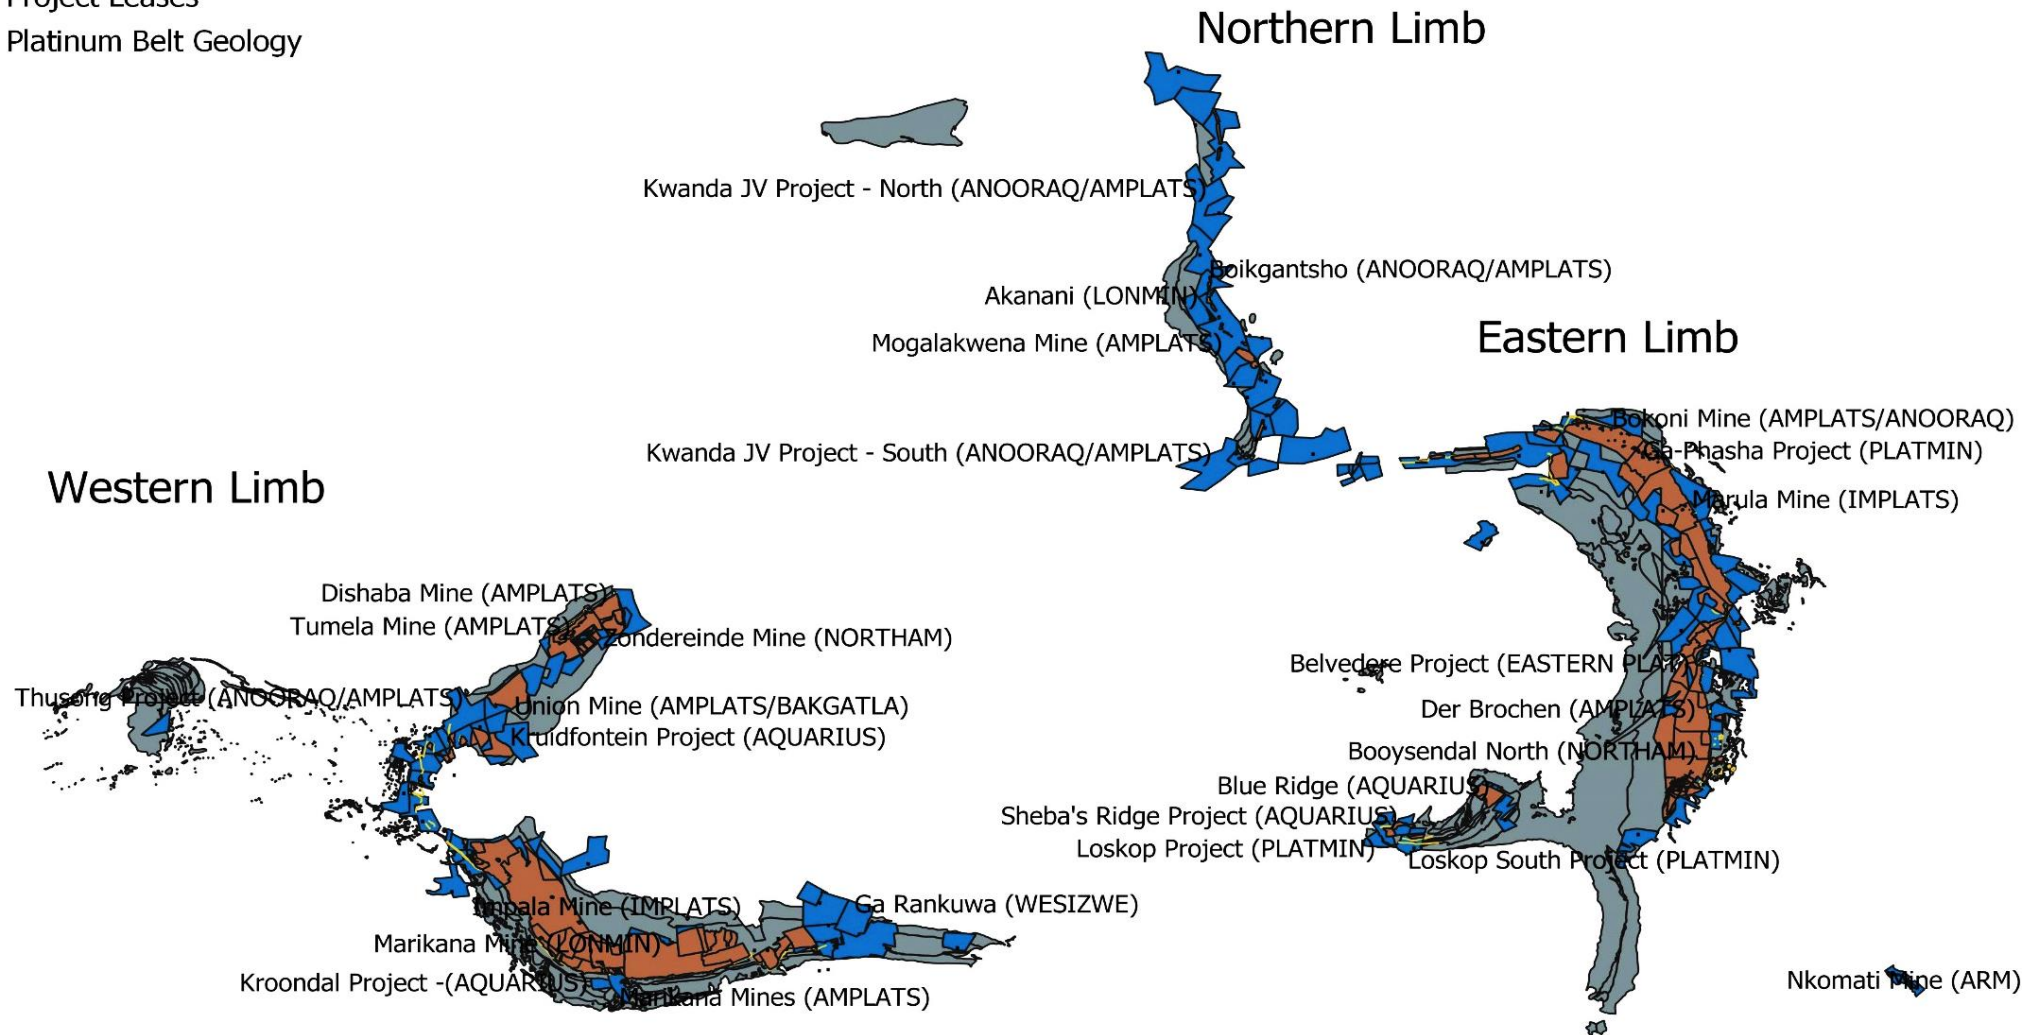 Project Leases
Platinum Belt Geology
Northern Limb
Kwanda JV Project - North (ANOORAQ/AMPLATS)
Boikgantsho (ANOORAQ/AMPLATS)
Akanani (LONMIN)
Mogalakwena Mine (AMPLATS)
Kwanda JV Project - South (ANOORAQ/AMPLATS)
Eastern Limb
Bokoni Mine (AMPLATS/ANOORAQ)
Ga-Phasha Project (PLATMIN)
Marula Mine (IMPLATS)
Belvedere Project (EASTERN PLAT)
Der Brochen (AMPLATS)
Booysendal North (NORTHAM)
Blue Ridge (AQUARIUS)
Sheba's Ridge Project (AQUARIUS)
Loskop Project (PLATMIN)
Loskop South Project (PLATMIN)
Nkomati Mine (ARM)
Western Limb
Dishaba Mine (AMPLATS)
Tumela Mine (AMPLATS)
Zondereinde Mine (NORTHAM)
Thusong Project (ANOORAQ/AMPLATS)
Union Mine (AMPLATS/BAKGATLA)
Kruidfontein Project (AQUARIUS)
Impala Mine (IMPLATS)
Ga Rankuwa (WESIZWE)
Marikana Mine (LONMIN)
Kroondal Project -(AQUARIUS)
Marikana Mines (AMPLATS)